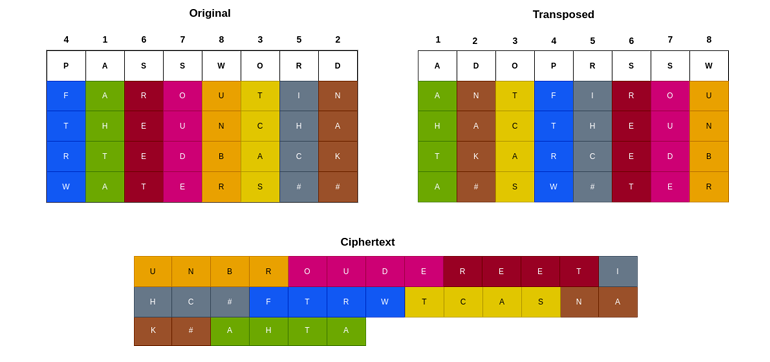 Original
4 1 6 7 8 3 5 2
P A S S W O R D
F A R O U T I N
T H E U N C H A
R T E D B A C K
W A T E R S # #
Transposed
1 2 3 4 5 6 7 8
A D O P R S S W
A N T F I R O U
H A C T H E U N
T K A R C E D B
A # S W # T E R
Ciphertext
U N B R O U D E R E E T I
H C # F T R W T C A S N A
K # A H T A